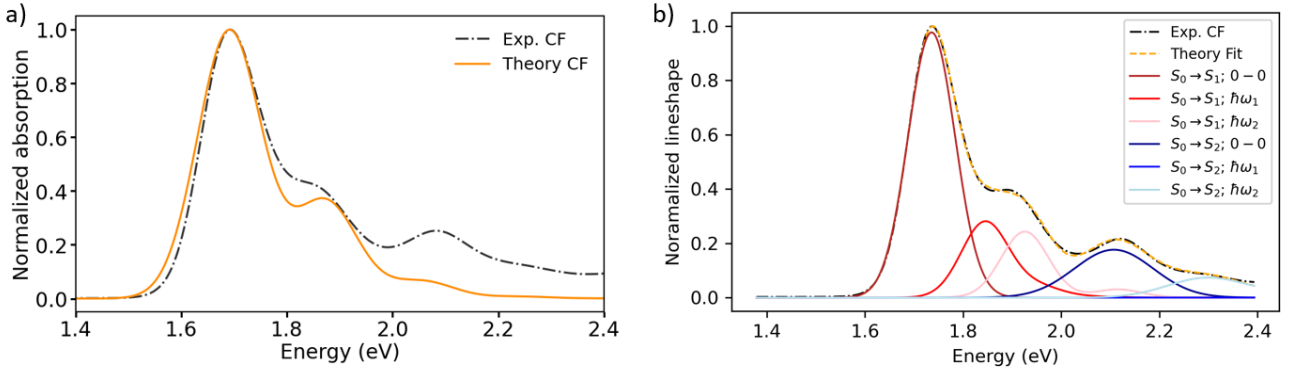 a)
Normalized absorption
1.0
0.8
0.6
0.4
0.2
0.0
1.4
1.6
1.8
2.0
2.2
2.4
Energy (eV)
Exp. CF
Theory CF
b)
Noramalized lineshape
1.0
0.8
0.6
0.4
0.2
0.0
1.4
1.6
1.8
2.0
2.2
2.4
Energy (eV)
Exp. CF
Theory Fit
S₀→S₁; 0−0
S₀→S₁; ℏω₁
S₀→S₁; ℏω₂
S₀→S₂; 0−0
S₀→S₂; ℏω₁
S₀→S₂; ℏω₂